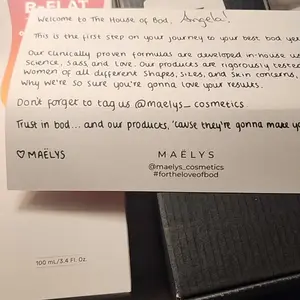 B-FLAT
Welcome to The House of Bod, Angela!
This is the first step on your journey to your best bod yet
Our clinically proven formulas are developed in-house us
Science, Sass and Love. Our products are rigorously teste
Women of all different Shapes, Sizes, and Skin concerns,
Why we're so sure you're gonna love your results.
Don't forget to tag us @maelys_cosmetics
Trust in bod... and our products, 'cause they're gonna make yo
♡ MAËLYS
MAËLYS
@maelys_cosmetics
#fortheloveofbod
100 mL/3.4 Fl. Oz.